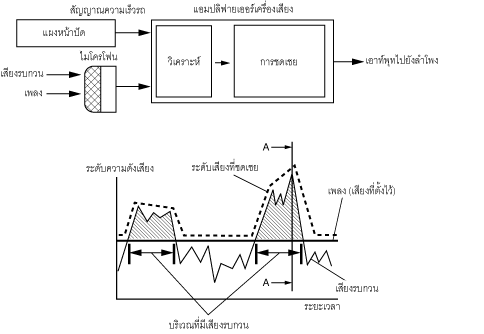 สัญญาณความเร็วรถ
แอมปลิฟายเออร์เครื่องเสียง
แผงหน้าปัด
ไมโครโฟน
วิเคราะห์
การชดเชย
เอาท์พุทไปยังลำโพง
เสียงรบกวน
เพลง
A
ระดับความดังเสียง
ระดับเสียงที่ชดเชย
เพลง (เสียงที่ตั้งไว้)
A
เสียงรบกวน
ระยะเวลา
บริเวณที่มีเสียงรบกวน